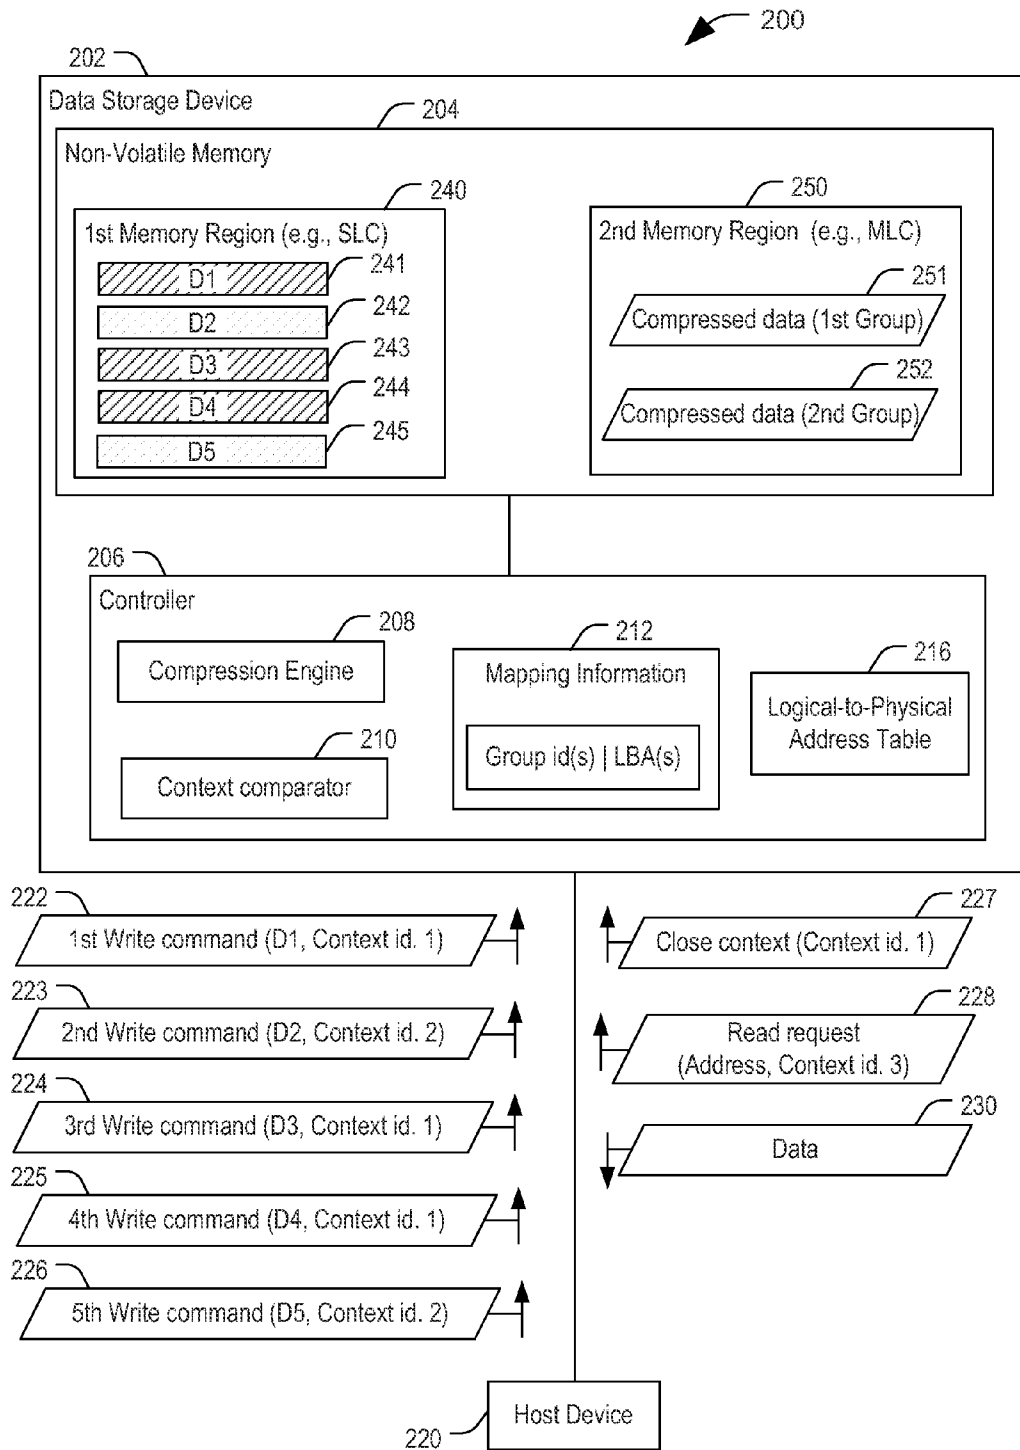 200
202
Data Storage Device
204
Non-Volatile Memory
240
1st Memory Region (e.g., SLC)
241
D1
242
D2
243
D3
244
D4
245
D5
250
2nd Memory Region (e.g., MLC)
251
Compressed data (1st Group)
252
Compressed data (2nd Group)
206
Controller
208
Compression Engine
210
Context comparator
212
Mapping Information
Group id(s) | LBA(s)
216
Logical-to-Physical
Address Table
222
1st Write command (D1, Context id. 1)
223
2nd Write command (D2, Context id. 2)
224
3rd Write command (D3, Context id. 1)
225
4th Write command (D4, Context id. 1)
226
5th Write command (D5, Context id. 2)
227
Close context (Context id. 1)
228
Read request
(Address, Context id. 3)
230
Data
220
Host Device